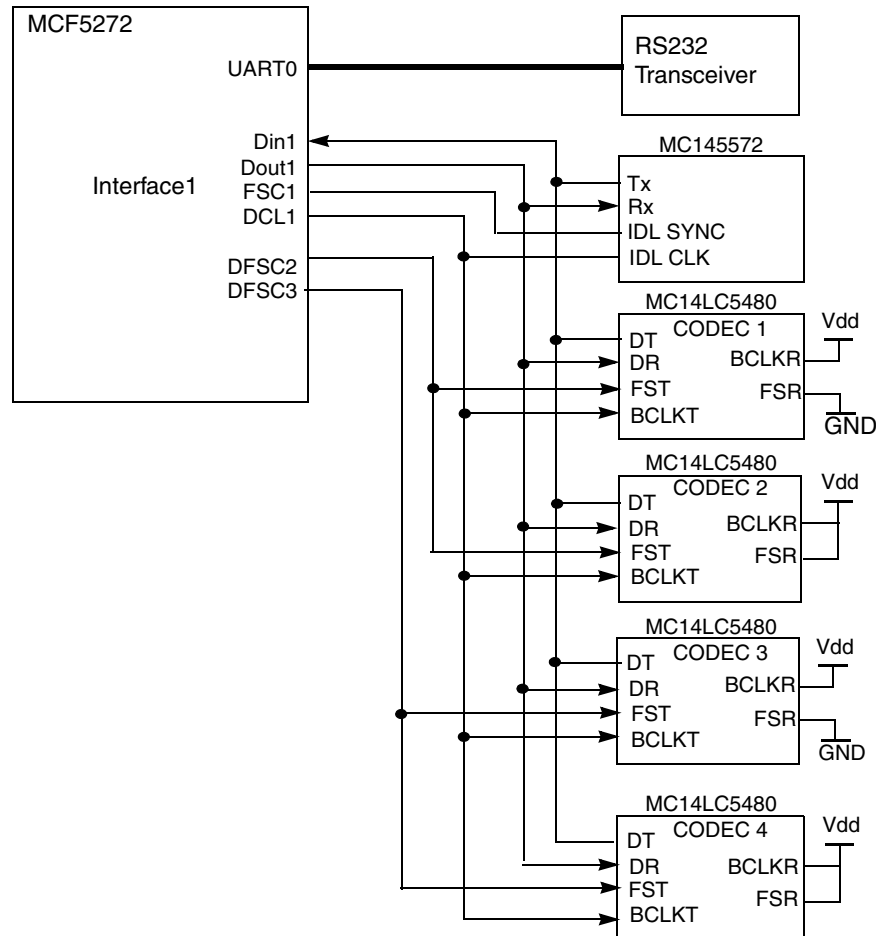 MCF5272
UART0
Din1
Dout1
Interface1
FSC1
DCL1
DFSC2
DFSC3
RS232
Transceiver
MC145572
Tx
Rx
IDL SYNC
IDL CLK
MC14LC5480
CODEC 1
DT
DR
FST
BCLKT
BCLKR
FSR
Vdd
GND
MC14LC5480
CODEC 2
DT
DR
FST
BCLKT
BCLKR
FSR
Vdd
MC14LC5480
CODEC 3
DT
DR
FST
BCLKT
BCLKR
FSR
Vdd
GND
MC14LC5480
CODEC 4
DT
DR
FST
BCLKT
BCLKR
FSR
Vdd